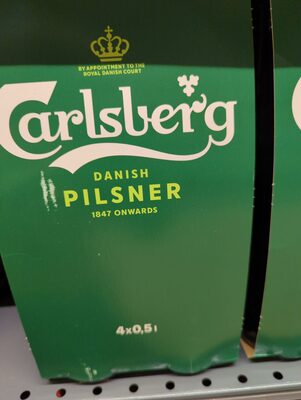 BY APPOINTMENT TO THE
ROYAL DANISH COURT
Carlsberg
DANISH
PILSNER
1847 ONWARDS
4x0,5l